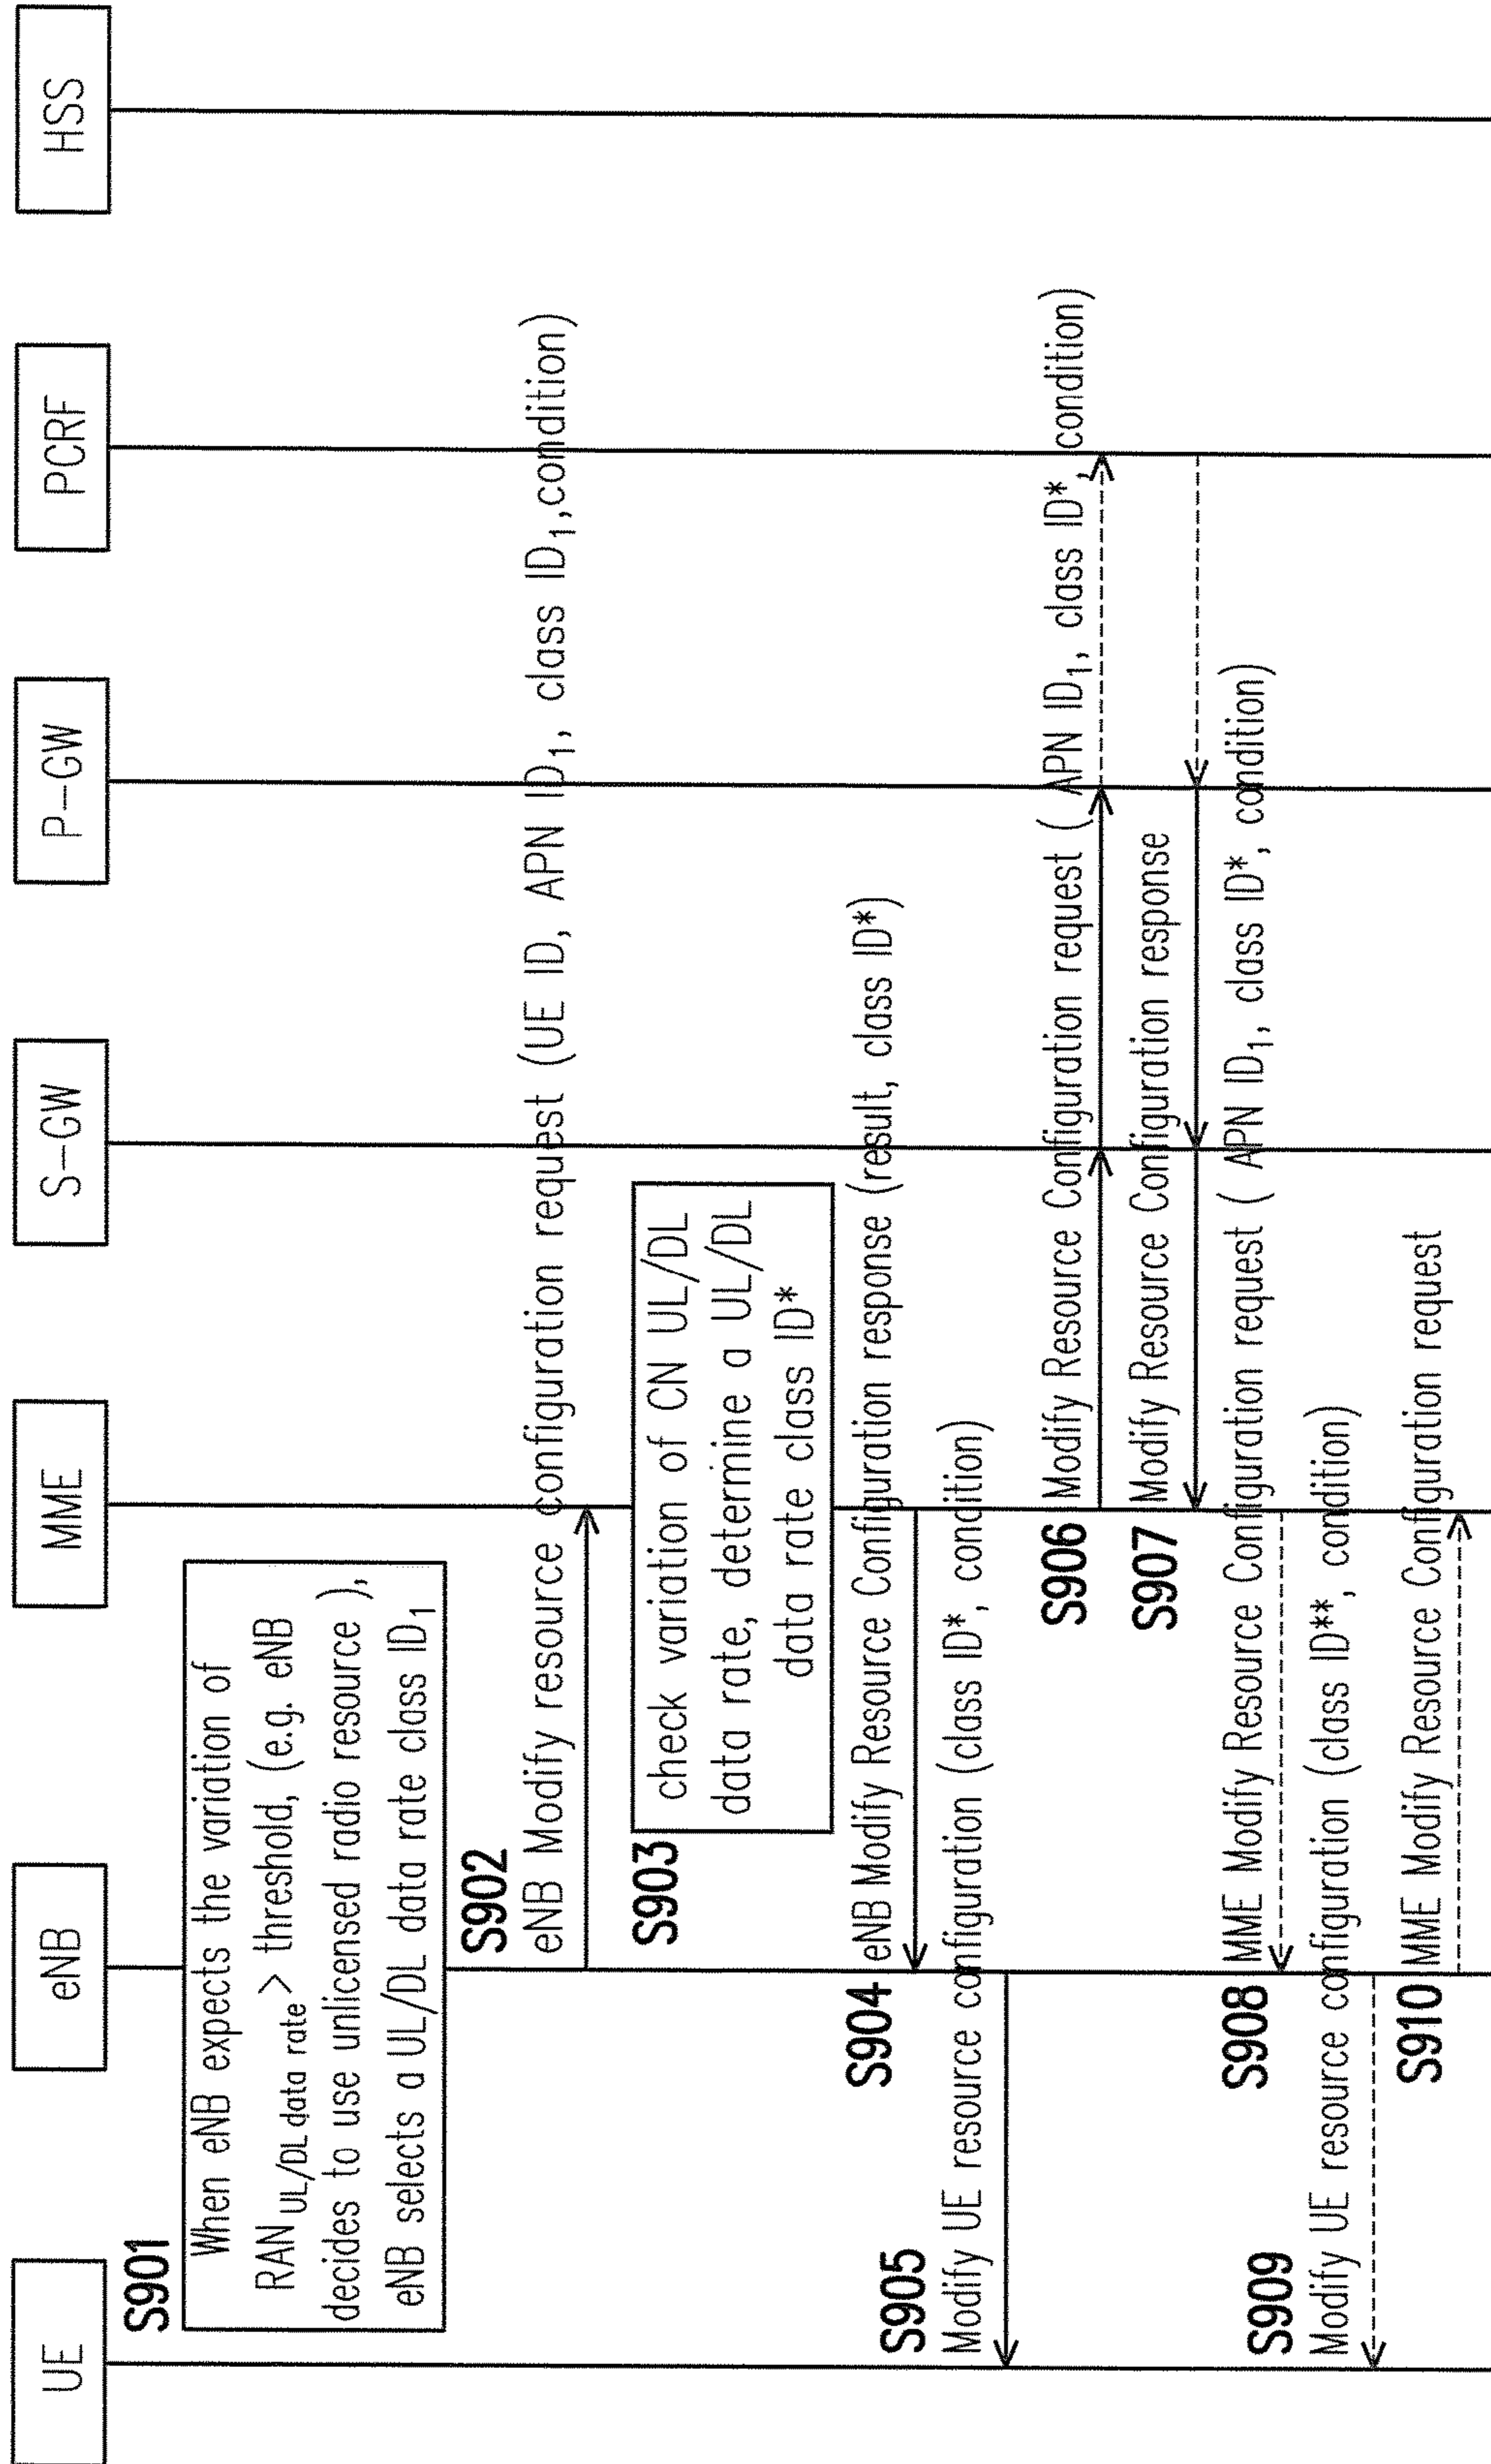 UE
eNB
MME
S-GW
P-GW
PCRF
HSS
S901
When eNB expects the variation of
RAN UL/DL data rate > threshold, (e.g. eNB
decides to use unlicensed radio resource ),
eNB selects a UL/DL data rate class ID1
S902
eNB Modify resource configuration request (UE ID, APN ID1, class ID1,condition)
S903
check variation of CN UL/DL
data rate, determine a UL/DL
data rate class ID*
S904 eNB Modify Resource Configuration response (result, class ID*)
S905
Modify UE resource configuration (class ID*, condition)
S906 Modify Resource Configuration request ( APN ID1, class ID*, condition)
S907 Modify Resource Configuration response
S908 MME Modify Resource Configuration request ( APN ID1, class ID*, condition)
S909
Modify UE resource configuration (class ID**, condition)
S910 MME Modify Resource Configuration request